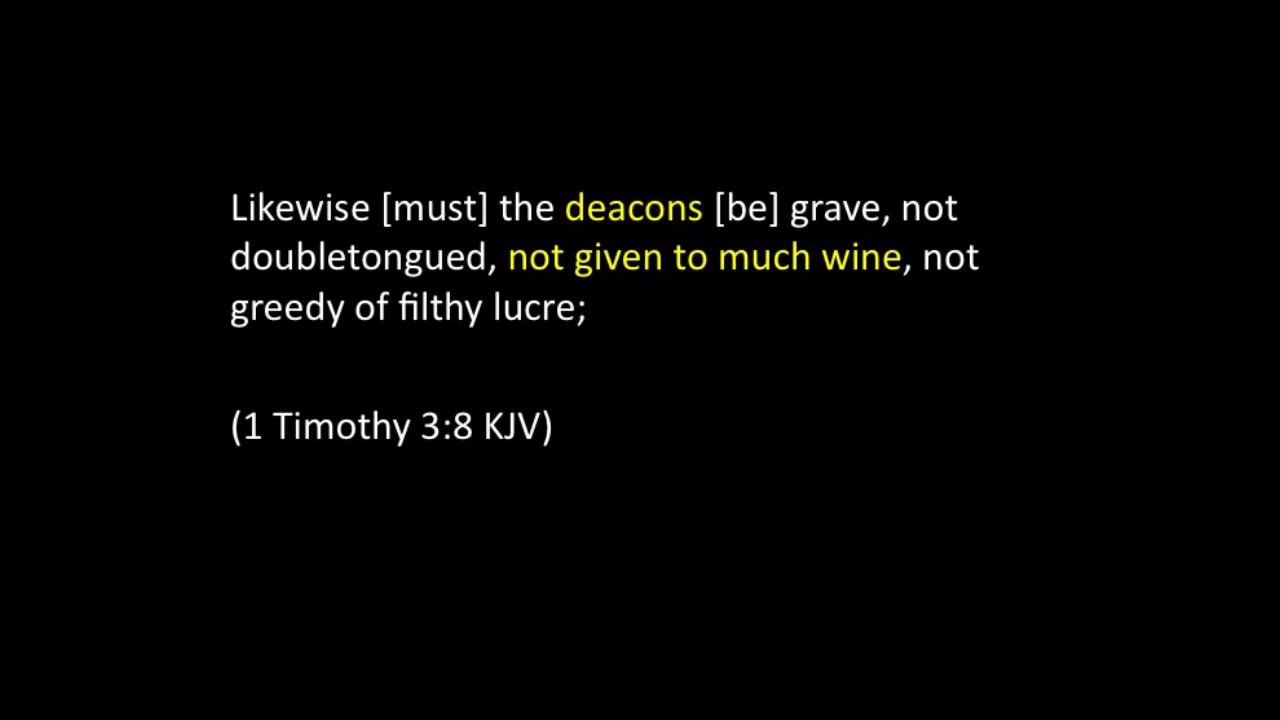 Likewise [must] the deacons [be] grave, not
doubletongued, not given to much wine, not
greedy of filthy lucre;
(1 Timothy 3:8 KJV)